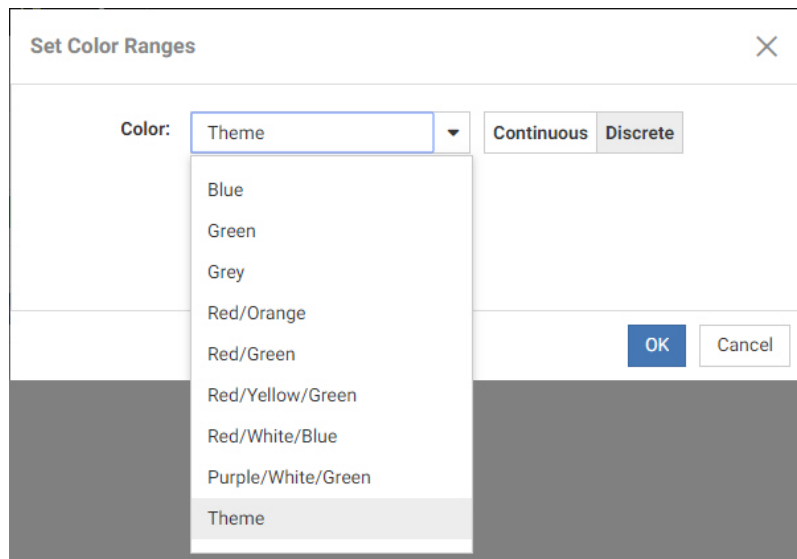 Set Color Ranges
Color: Theme Continuous Discrete
Blue
Green
Grey
Red/Orange
Red/Green
Red/Yellow/Green
Red/White/Blue
Purple/White/Green
Theme
OK Cancel